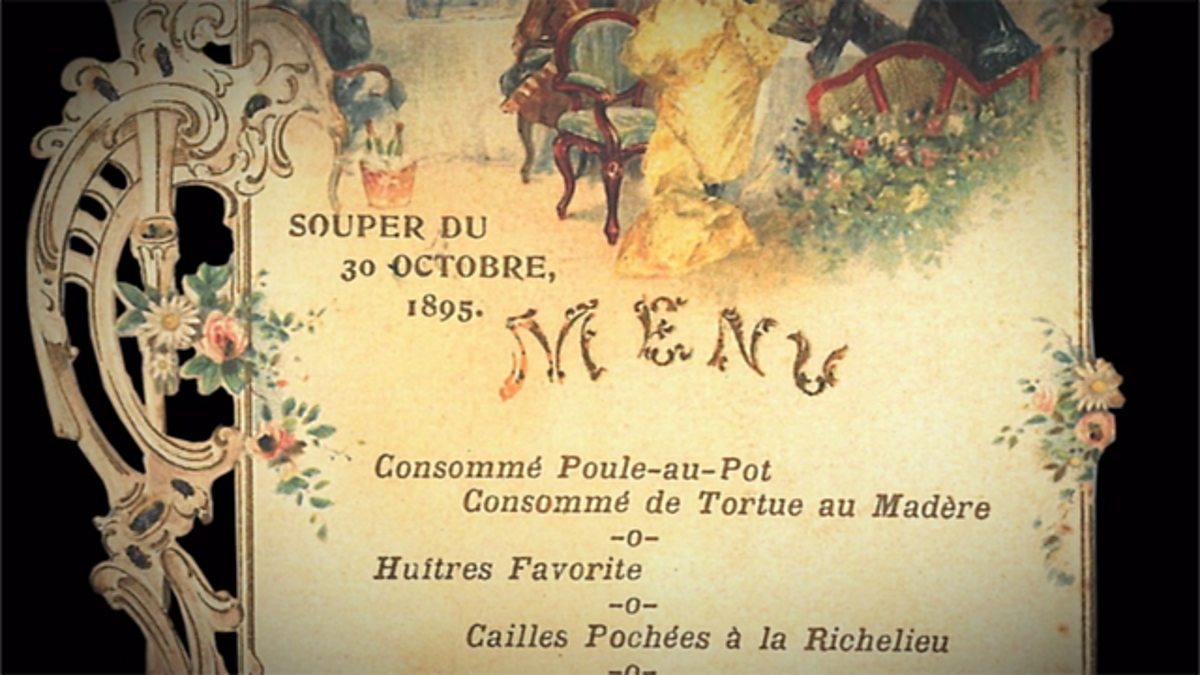 SOUPER DU
30 OCTOBRE,
1895.
MENU
Consommé Poule-au-Pot
Consommé de Tortue au Madère
-o-
Huîtres Favorite
-o-
Cailles Pochées à la Richelieu
-o-